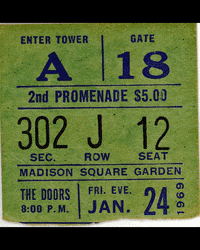 ENTER TOWER GATE
A 18
2nd PROMENADE $5.00
302 J 12
SEC. ROW SEAT
MADISON SQUARE GARDEN
THE DOORS FRI. EVE.
8:00 P.M. JAN. 24
1969